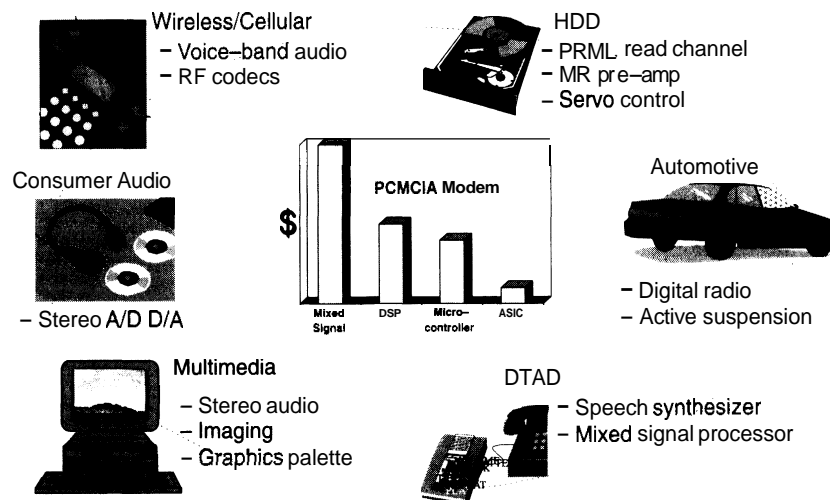 Wireless/Cellular
– Voice–band audio
– RF codecs
HDD
– PRML read channel
– MR pre–amp
– Servo control
Consumer Audio
– Stereo A/D D/A
PCMCIA Modem
$
Mixed Signal
DSP
Micro–
controller
ASIC
Automotive
– Digital radio
– Active suspension
Multimedia
– Stereo audio
– Imaging
– Graphics palette
DTAD
– Speech synthesizer
– Mixed signal processor